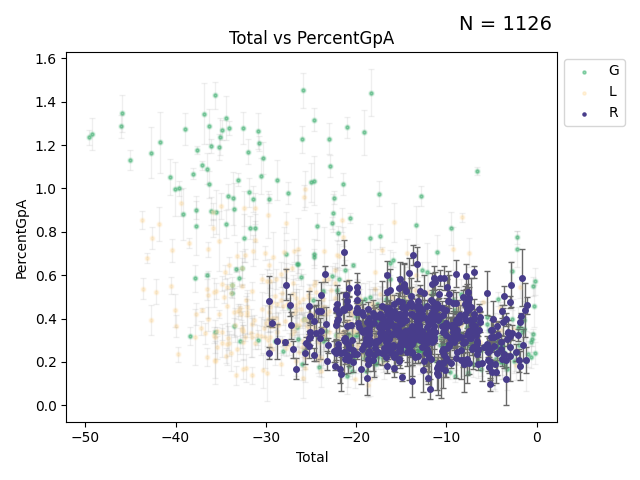 N = 1126
Total vs PercentGpA
G
L
R
PercentGpA
1.6
1.4
1.2
1.0
0.8
0.6
0.4
0.2
0.0
−50 −40 −30 −20 −10 0
Total